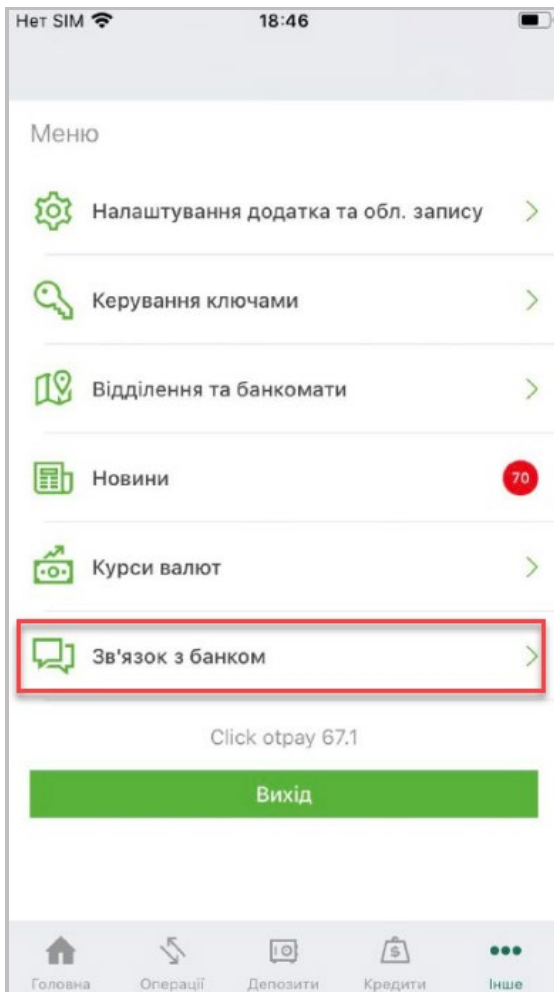 Нет SIM 18:46
Меню
Налаштування додатка та обл. запису
Керування ключами
Відділення та банкомати
Новини 70
Курси валют
Зв'язок з банком
Click otpay 67.1
Вихід
Головна Операції Депозити Кредити Інше